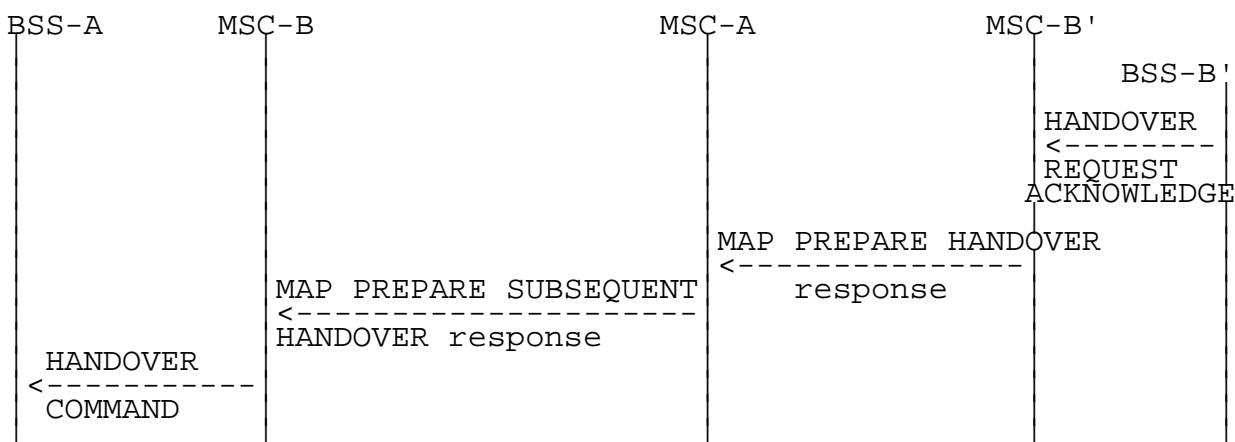 BSS-A MSC-B MSC-A MSC-B'
BSS-B'
HANDOVER
REQUEST
ACKNOWLEDGE
MAP PREPARE HANDOVER
response
MAP PREPARE SUBSEQUENT
HANDOVER response
HANDOVER
COMMAND